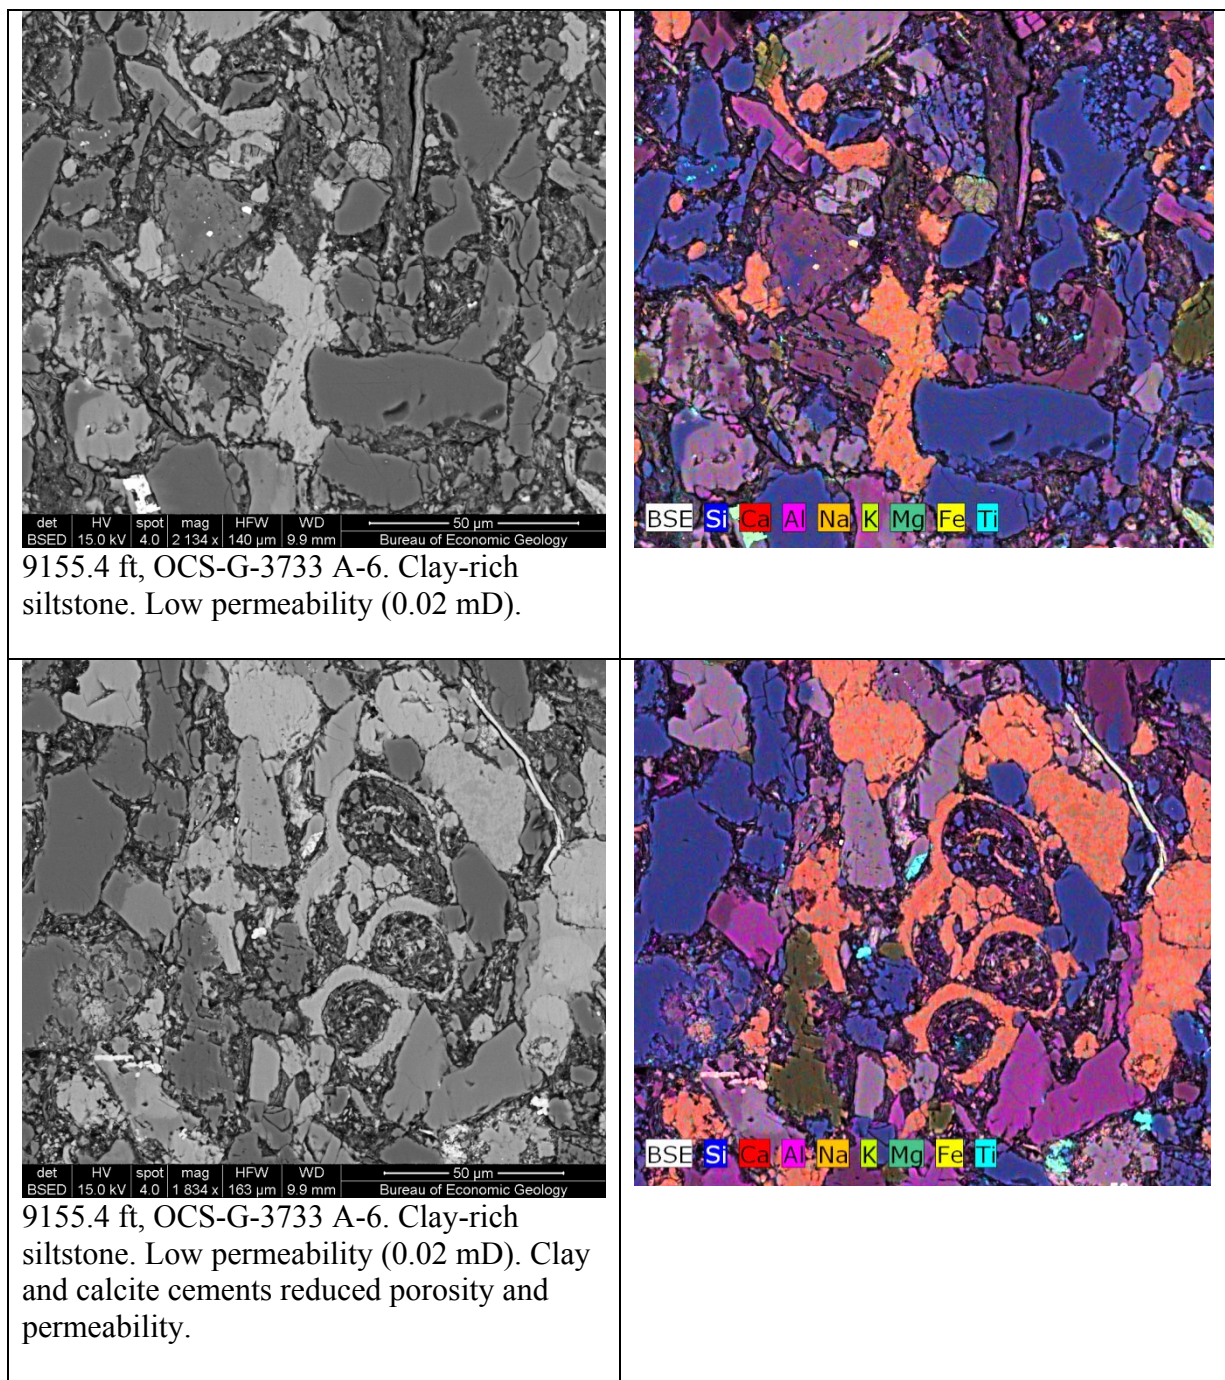 det HV spot mag HFW WD 50 µm
BSED 15.0 kV 4.0 2 134 x 140 µm 9.9 mm Bureau of Economic Geology
BSE Si Ca Al Na K Mg Fe Ti
9155.4 ft, OCS-G-3733 A-6. Clay-rich
siltstone. Low permeability (0.02 mD).
det HV spot mag HFW WD 50 µm
BSED 15.0 kV 4.0 1 834 x 163 µm 9.9 mm Bureau of Economic Geology
BSE Si Ca Al Na K Mg Fe Ti
9155.4 ft, OCS-G-3733 A-6. Clay-rich
siltstone. Low permeability (0.02 mD). Clay
and calcite cements reduced porosity and
permeability.